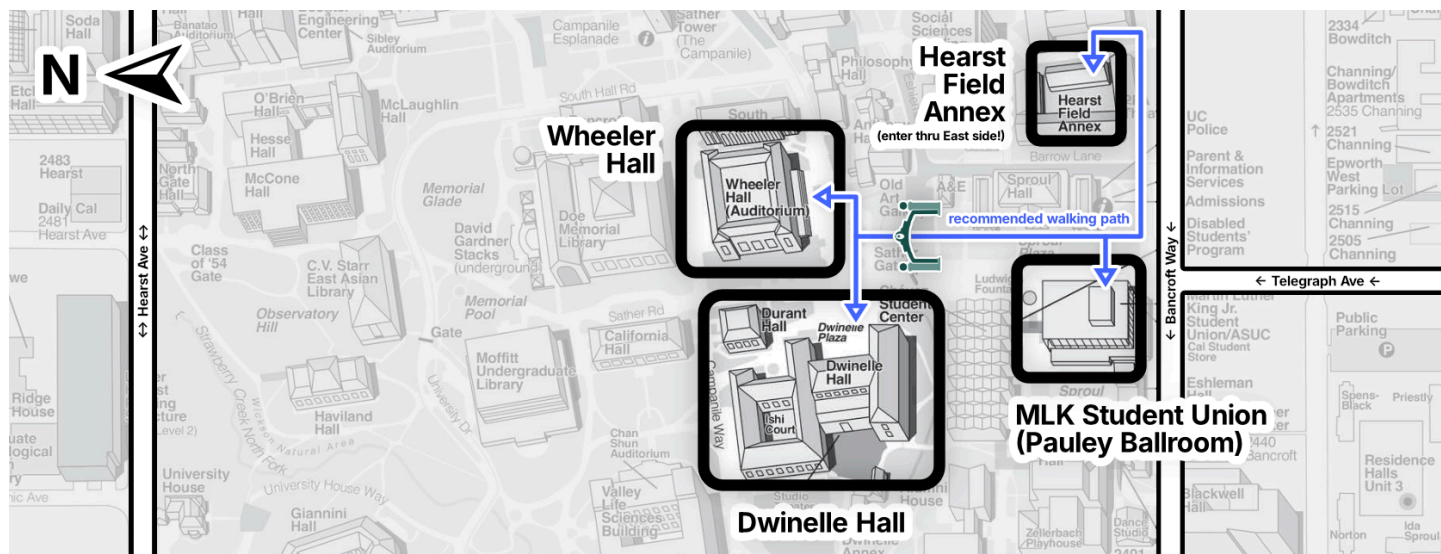 Soda
Hall
Banatao
Auditorium
Engineering
Center
Sibley
Auditorium
Campanile
Esplanade
Sather
Tower
(The
Campanile)
Social
Sciences
2334
Bowditch
N
Etch
Hall
O'Brien
Hall
McLaughlin
Hall
Hesse
Hall
South Hall Rd
South
Philosophy
Hall
Hearst
Field
Annex
(enter thru East side!)
Hearst
Field
Annex
Barrow Lane
Channing/
Bowditch
Apartments
2535 Channing
UC
Police
↑ 2521
Channing
Wheeler
Hall
2483
Hearst
North
Gate
Hall
McCone
Hall
Memorial
Glade
Wheeler
Hall
(Auditorium)
Old
Art
A&E
Sproul
Hall
Parent &
Information
Services
Epworth
West
Parking Lot
Daily Cal
2481
Hearst Ave
Admissions
2515
Channing
recommended walking path
Doe
Memorial
Library
David
Gardner
Stacks
(underground)
Disabled
Students'
Program
2505
Channing
Class
of '54
Gate
C.V. Starr
East Asian
Library
↔ Hearst Ave ↔
← Bancroft Way ←
← Telegraph Ave ←
Observatory
Hill
Memorial
Pool
Sather Rd
Durant
Hall
Student
Center
Dwinelle
Plaza
Martin Luther
King Jr.
Student
Union/ASUC
Cal Student
Store
Public
Parking
P
Gate
California
Hall
Moffitt
Undergraduate
Library
Campanile Way
Dwinelle
Hall
Ishi
Court
Sproul
Eshleman
Strawberry
Creek North Fork
Wickson Natural Area
Haviland
Hall
University Dr
Spens-
Black
Priestly
Ridge
House
MLK Student Union
(Pauley Ballroom)
Chan
Shun
Auditorium
Bancroft
University
House
University House Way
Residence
Halls
Unit 3
Valley
Life
Sciences
Building
Blackwell
Hall
House
Giannini
Hall
Dwinelle Hall
Studio
Dwinelle
Annex
Zellerbach
Playhouse
Dance
Studio
Norton
Ida
Sproul